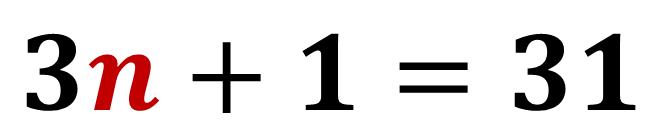 3n + 1 = 31